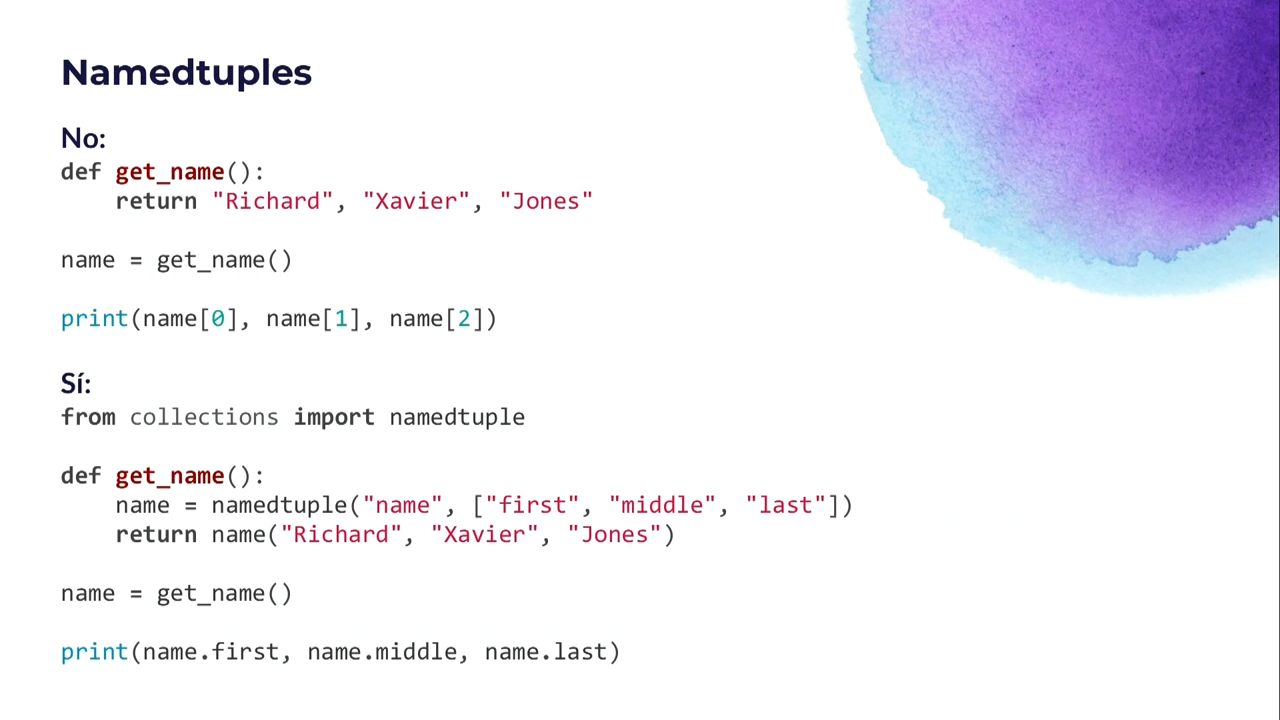 Namedtuples
No:
def get_name():
    return "Richard", "Xavier", "Jones"
name = get_name()
print(name[0], name[1], name[2])
Sí:
from collections import namedtuple
def get_name():
    name = namedtuple("name", ["first", "middle", "last"])
    return name("Richard", "Xavier", "Jones")
name = get_name()
print(name.first, name.middle, name.last)